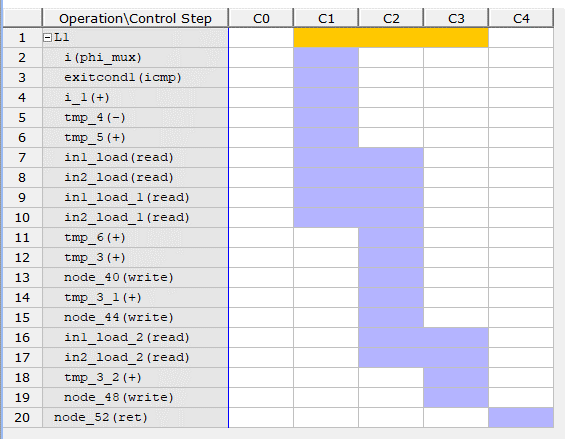 Operation\Control Step C0 C1 C2 C3 C4
1 L1
2 i(phi_mux)
3 exitcond1(icmp)
4 i_1(+)
5 tmp_4(-)
6 tmp_5(+)
7 in1_load(read)
8 in2_load(read)
9 in1_load_1(read)
10 in2_load_1(read)
11 tmp_6(+)
12 tmp_3(+)
13 node_40(write)
14 tmp_3_1(+)
15 node_44(write)
16 in1_load_2(read)
17 in2_load_2(read)
18 tmp_3_2(+)
19 node_48(write)
20 node_52(ret)